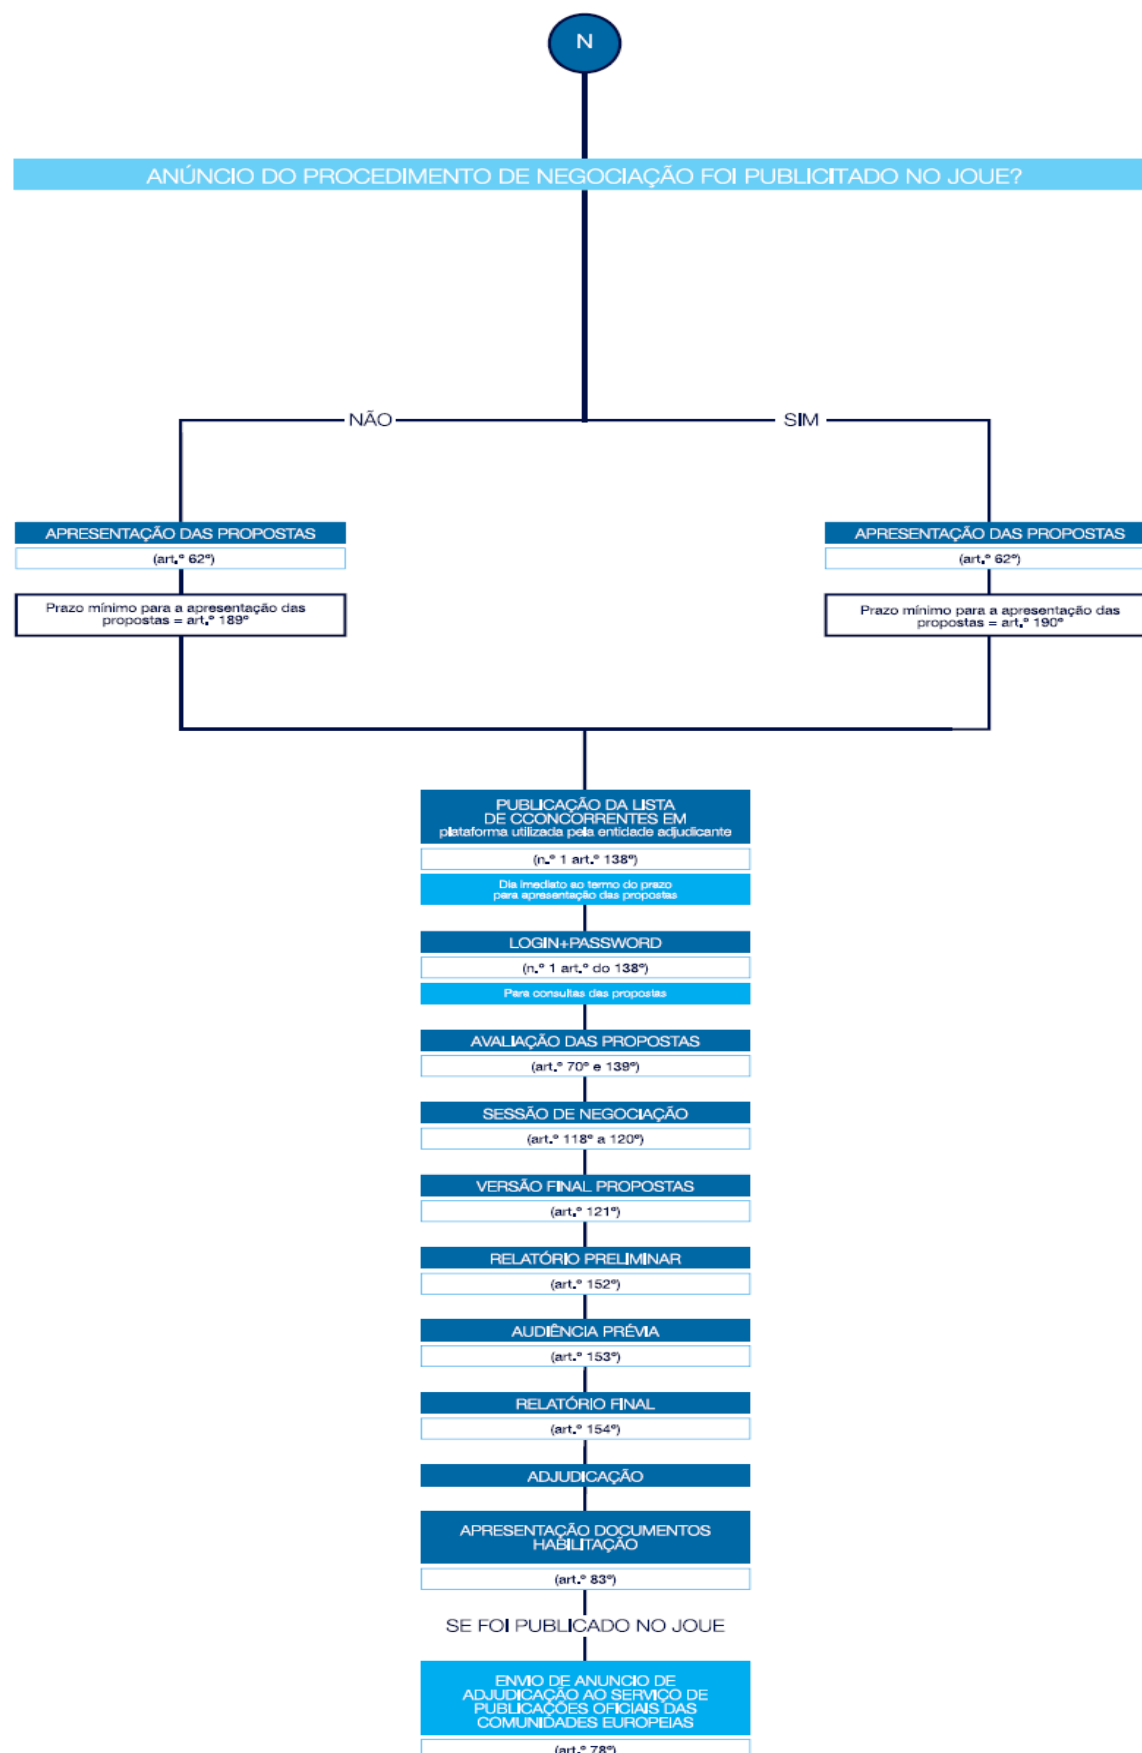 N
ANÚNCIO DO PROCEDIMENTO DE NEGOCIAÇÃO FOI PUBLICITADO NO JOUE?
NÃO
SIM
APRESENTAÇÃO DAS PROPOSTAS
(art.º 62º)
Prazo mínimo para a apresentação das
propostas = art.º 189º
APRESENTAÇÃO DAS PROPOSTAS
(art.º 62º)
Prazo mínimo para a apresentação das
propostas = art.º 190º
PUBLICAÇÃO DA LISTA
DE CCONCORRENTES EM
plataforma utilizada pela entidade adjudicante
(n.º 1 art.º 138º)
Dia imediato ao termo do prazo
para apresentação das propostas
LOGIN+PASSWORD
(n.º 1 art.º do 138º)
Para consultas das propostas
AVALIAÇÃO DAS PROPOSTAS
(art.º 70º e 139º)
SESSÃO DE NEGOCIAÇÃO
(art.º 118º a 120º)
VERSÃO FINAL PROPOSTAS
(art.º 121º)
RELATÓRIO PRELIMINAR
(art.º 152º)
AUDIÊNCIA PRÉVIA
(art.º 153º)
RELATÓRIO FINAL
(art.º 154º)
ADJUDICAÇÃO
APRESENTAÇÃO DOCUMENTOS
HABILITAÇÃO
(art.º 83º)
SE FOI PUBLICADO NO JOUE
ENVIO DE ANUNCIO DE
ADJUDICAÇÃO AO SERVIÇO DE
PUBLICAÇÕES OFICIAIS DAS
COMUNIDADES EUROPEIAS
(art.º 78º)